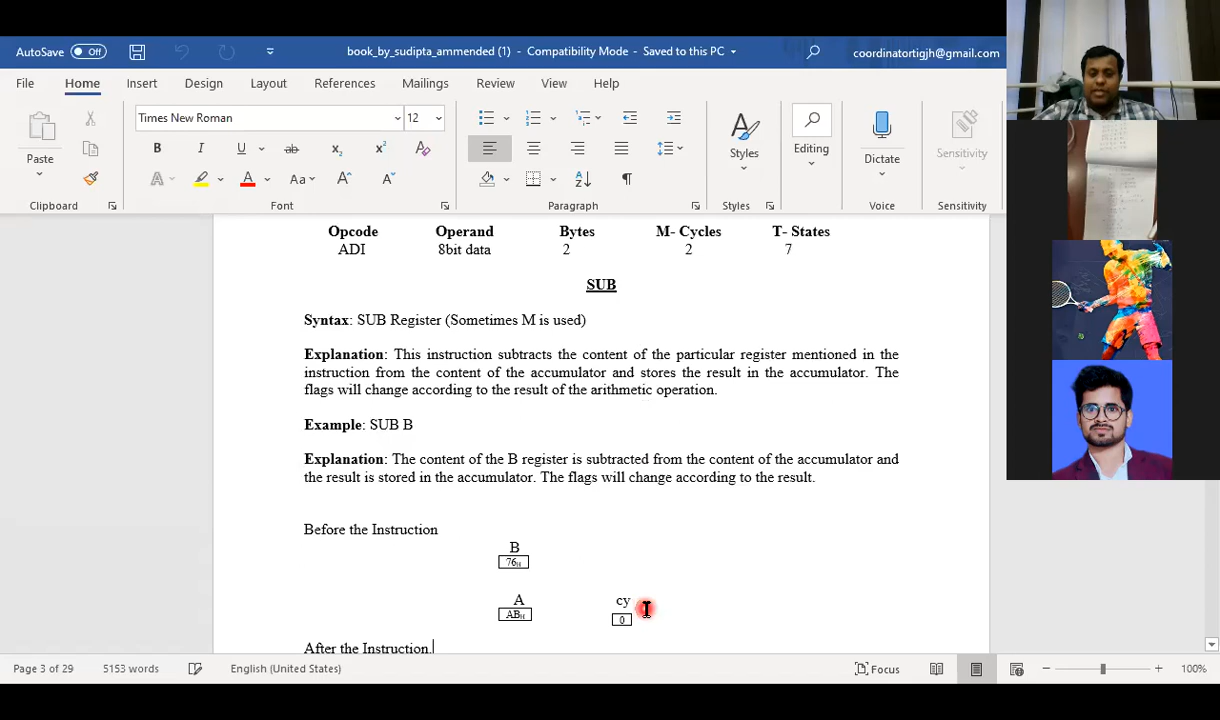 AutoSave Off book_by_sudipta_ammended (1) - Compatibility Mode - Saved to this PC coordinatortigjh@gmail.com
File Home Insert Design Layout References Mailings Review View Help
Times New Roman 12
Paste Styles Editing Dictate Sensitivity
Clipboard Font Paragraph Styles Voice Sensitivity
Opcode Operand Bytes M- Cycles T- States
ADI 8bit data 2 2 7
SUB
Syntax: SUB Register (Sometimes M is used)
Explanation: This instruction subtracts the content of the particular register mentioned in the
instruction from the content of the accumulator and stores the result in the accumulator. The
flags will change according to the result of the arithmetic operation.
Example: SUB B
Explanation: The content of the B register is subtracted from the content of the accumulator and
the result is stored in the accumulator. The flags will change according to the result.
Before the Instruction
B
76H
A cy
ABH 0
After the Instruction.
Page 3 of 29 5153 words English (United States) Focus 100%